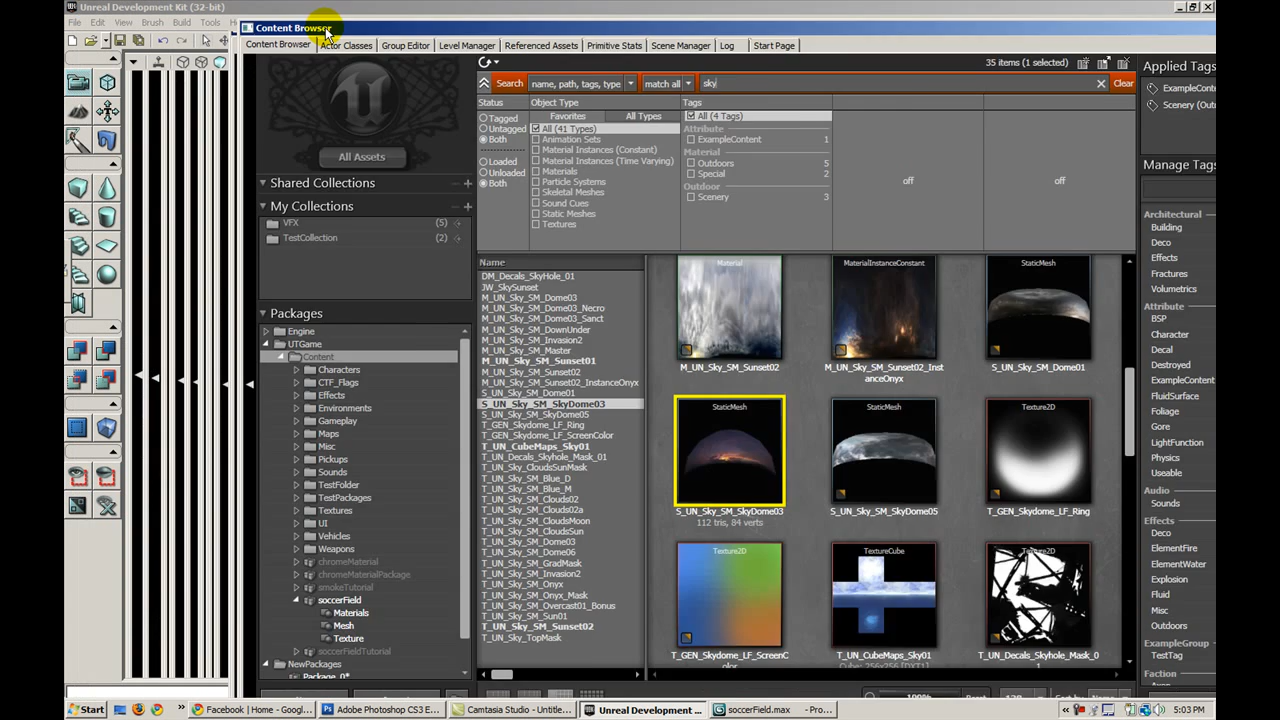 Unreal Development Kit (32-bit)
File Edit View Brush Build Tools
Content Browser
Content Browser Actor Classes Group Editor Level Manager Referenced Assets Primitive Stats Scene Manager Log Start Page
All Assets
Shared Collections
My Collections
VFX (5)
TestCollection (2)
Packages
Engine
UTGame
Content
Characters
CTF_Flags
Effects
Environments
Gameplay
Maps
Misc
Pickups
Sounds
TestFolder
TestPackages
Textures
UI
Vehicles
Weapons
chromeMaterial
chromeMaterialPackage
smokeTutorial
soccerField
Materials
Mesh
Texture
soccerFieldTutorial
NewPackages
Package_0*
35 items (1 selected)
Search name, path, tags, type match all sky Clear
Status
Tagged
Untagged
Both
Loaded
Unloaded
Both
Object Type
Favorites All Types
All (41 Types)
Animation Sets
Material Instances (Constant)
Material Instances (Time Varying)
Materials
Particle Systems
Skeletal Meshes
Sound Cues
Static Meshes
Textures
Tags
All (4 Tags)
Attribute
ExampleContent 1
Material
Outdoors 5
Special 2
Outdoor
Scenery 3
off
off
Name
DM_Decals_SkyHole_01
JW_SkySunset
M_UN_Sky_SM_Dome03
M_UN_Sky_SM_Dome03_Necro
M_UN_Sky_SM_Dome03_Sanct
M_UN_Sky_SM_DownUnder
M_UN_Sky_SM_Invasion2
M_UN_Sky_SM_Master
M_UN_Sky_SM_Sunset01
M_UN_Sky_SM_Sunset02
M_UN_Sky_SM_Sunset02_InstanceOnyx
S_UN_Sky_SM_Dome01
S_UN_Sky_SM_SkyDome03
S_UN_Sky_SM_SkyDome05
T_GEN_Skydome_LF_Ring
T_GEN_Skydome_LF_ScreenColor
T_UN_CubeMaps_Sky01
T_UN_Decals_Skyhole_Mask_01
T_UN_Sky_CloudsSunMask
T_UN_Sky_SM_Blue_D
T_UN_Sky_SM_Blue_M
T_UN_Sky_SM_Clouds02
T_UN_Sky_SM_Clouds02a
T_UN_Sky_SM_CloudsMoon
T_UN_Sky_SM_CloudsSun
T_UN_Sky_SM_Dome03
T_UN_Sky_SM_Dome06
T_UN_Sky_SM_GradMask
T_UN_Sky_SM_Invasion2
T_UN_Sky_SM_Onyx
T_UN_Sky_SM_Onyx_Mask
T_UN_Sky_SM_Overcast01_Bonus
T_UN_Sky_SM_Sun01
T_UN_Sky_SM_Sunset02
T_UN_Sky_TopMask
Material
M_UN_Sky_SM_Sunset02
MaterialInstanceConstant
M_UN_Sky_SM_Sunset02_Inst
anceOnyx
StaticMesh
S_UN_Sky_SM_Dome01
StaticMesh
S_UN_Sky_SM_SkyDome03
112 tris, 84 verts
StaticMesh
S_UN_Sky_SM_SkyDome05
Texture2D
T_GEN_Skydome_LF_Ring
Texture2D
T_GEN_Skydome_LF_ScreenC
TextureCube
T_UN_CubeMaps_Sky01
Texture2D
T_UN_Decals_Skyhole_Mask_0
Applied Tags
ExampleConte
Scenery (Out
Manage Tags
Architectural
Building
Deco
Effects
Fractures
Volumetrics
Attribute
BSP
Character
Decal
Destroyed
ExampleConten
FluidSurface
Foliage
Gore
LightFunction
Physics
Useable
Audio
Sounds
Effects
Deco
ElementFire
ElementWater
Explosion
Fluid
Misc
Outdoors
ExampleGroup
TestTag
Faction
Start Facebook | Home - Googl... Adobe Photoshop CS3 E... Camtasia Studio - Untitle... Unreal Development ... soccerField.max - Pro... 5:03 PM